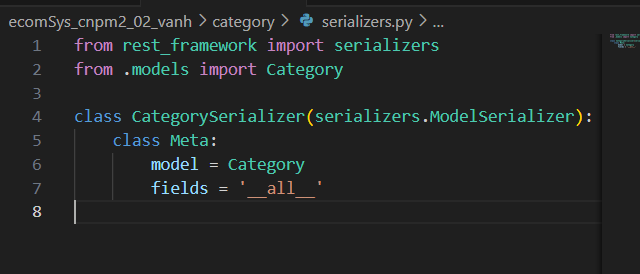 ecomSys_cnpm2_02_vanh > category > serializers.py > ...
1 from rest_framework import serializers
2 from .models import Category
3
4 class CategorySerializer(serializers.ModelSerializer):
5     class Meta:
6         model = Category
7         fields = '__all__'
8